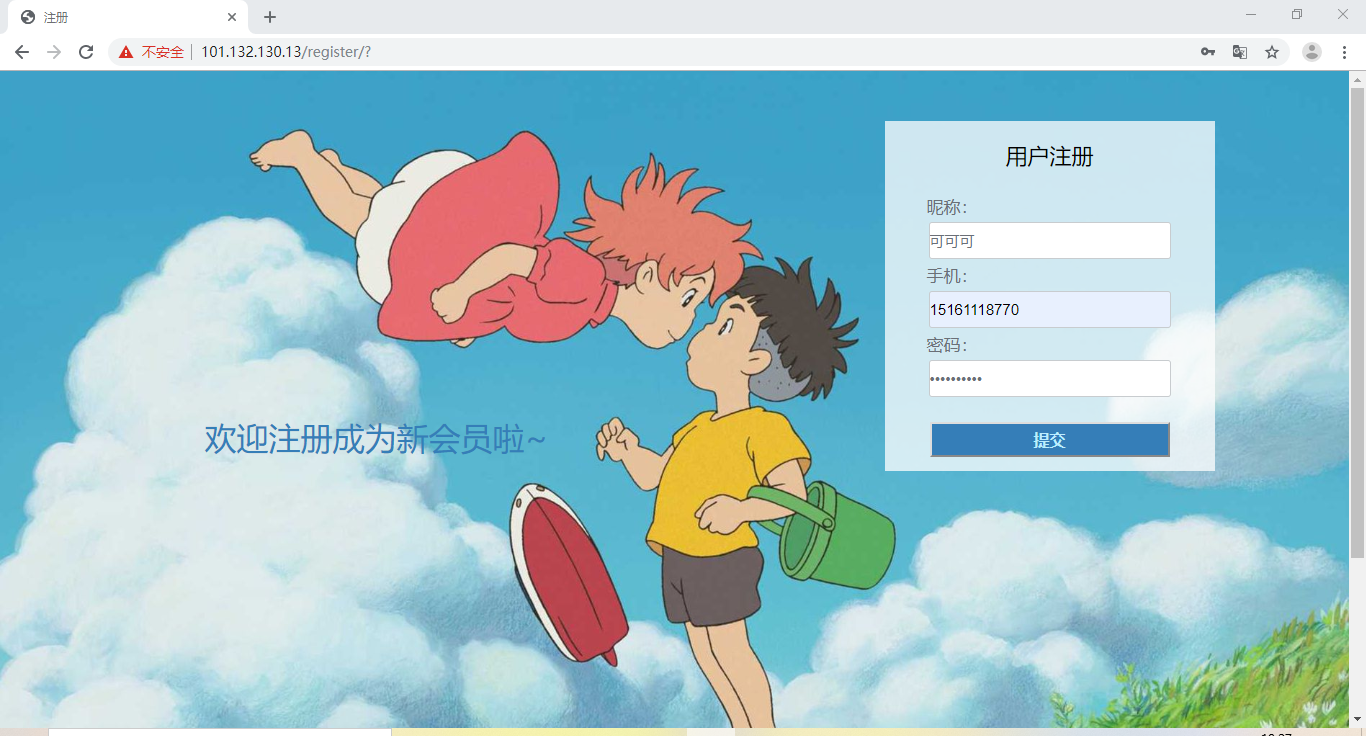 注册
不安全 101.132.130.13/register/?
用户注册
昵称：
可可可
手机：
15161118770
密码：
••••••••••
提交
欢迎注册成为新会员啦~